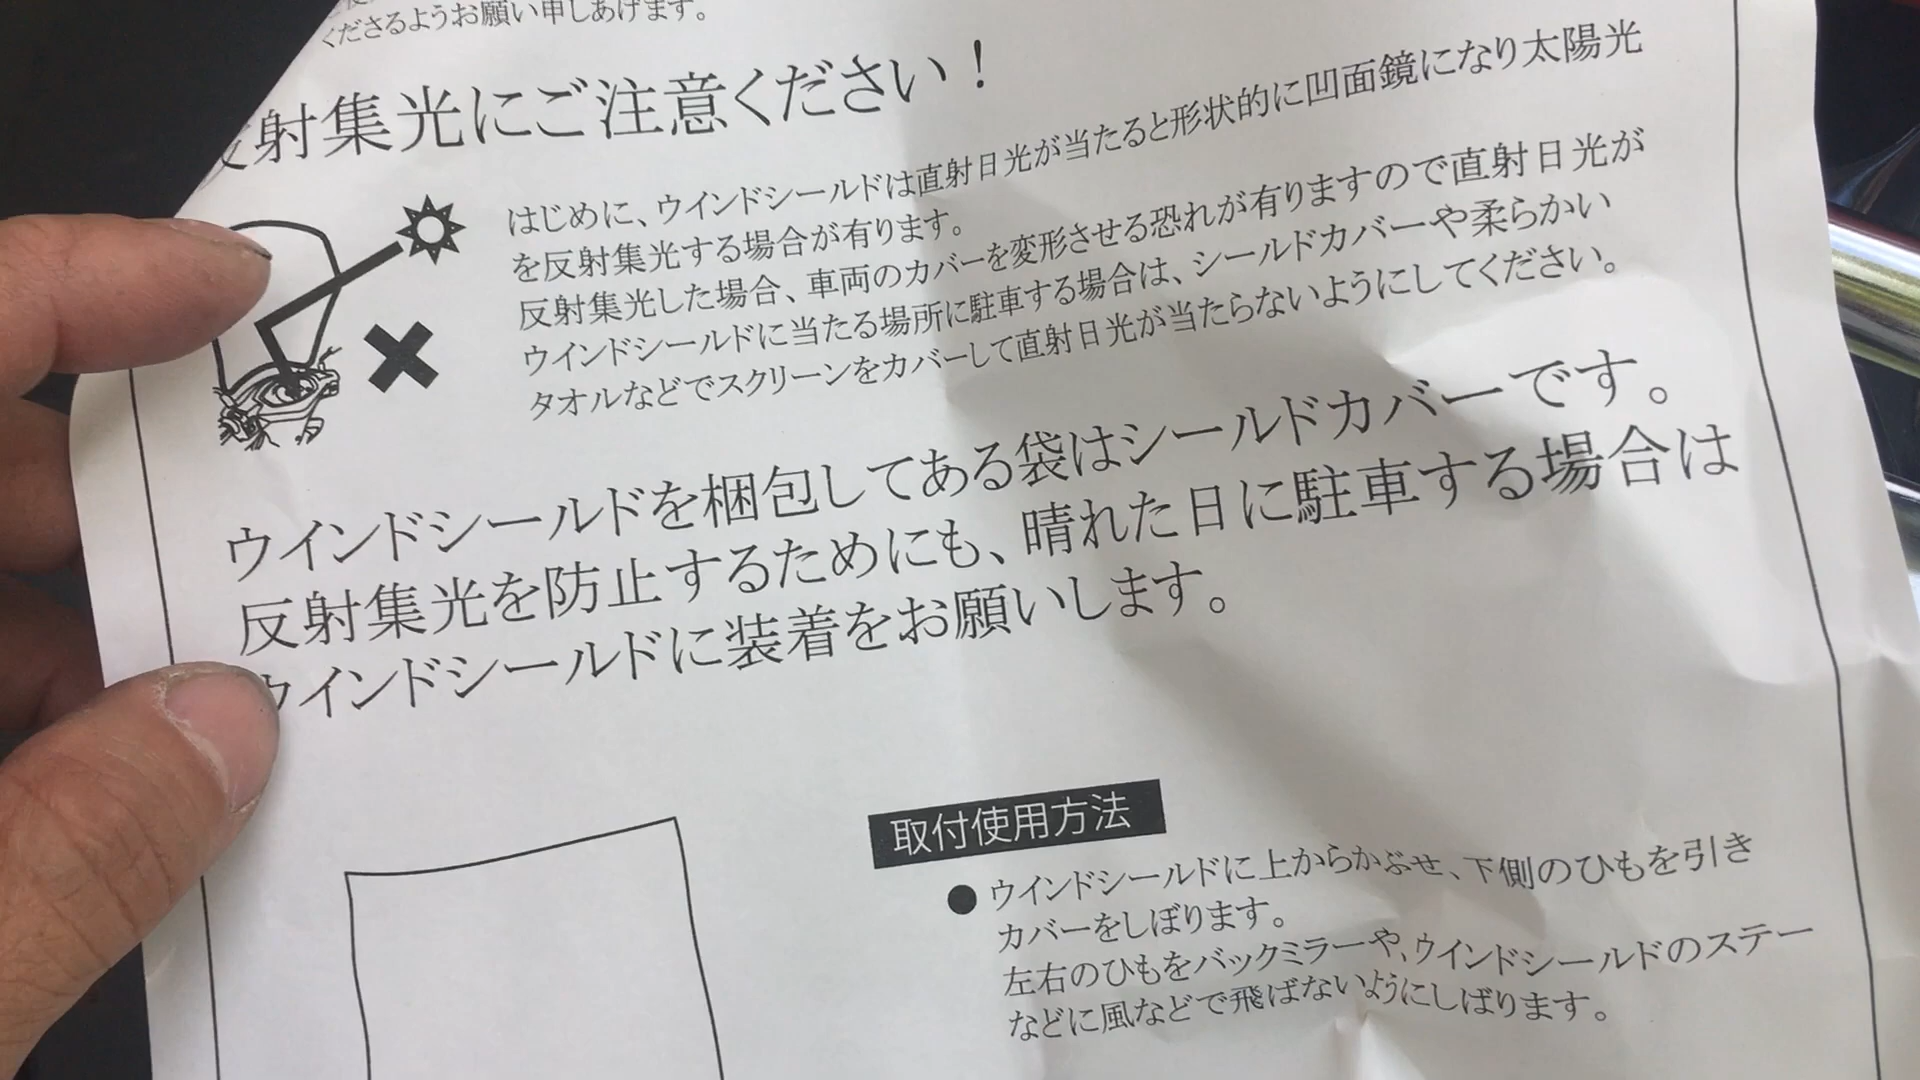 くださるようお願い申しあげます。
反射集光にご注意ください！
はじめに、ウインドシールドは直射日光が当たると形状的に凹面鏡になり太陽光
を反射集光する場合が有ります。
反射集光した場合、車両のカバーを変形させる恐れが有りますので直射日光が
ウインドシールドに当たる場所に駐車する場合は、シールドカバーや柔らかい
タオルなどでスクリーンをカバーして直射日光が当たらないようにしてください。
ウインドシールドを梱包してある袋はシールドカバーです。
反射集光を防止するためにも、晴れた日に駐車する場合は
ウインドシールドに装着をお願いします。
取付使用方法
●ウインドシールドに上からかぶせ、下側のひもを引き
カバーをしぼります。
左右のひもをバックミラーや、ウインドシールドのステー
などに風などで飛ばないようにしばります。